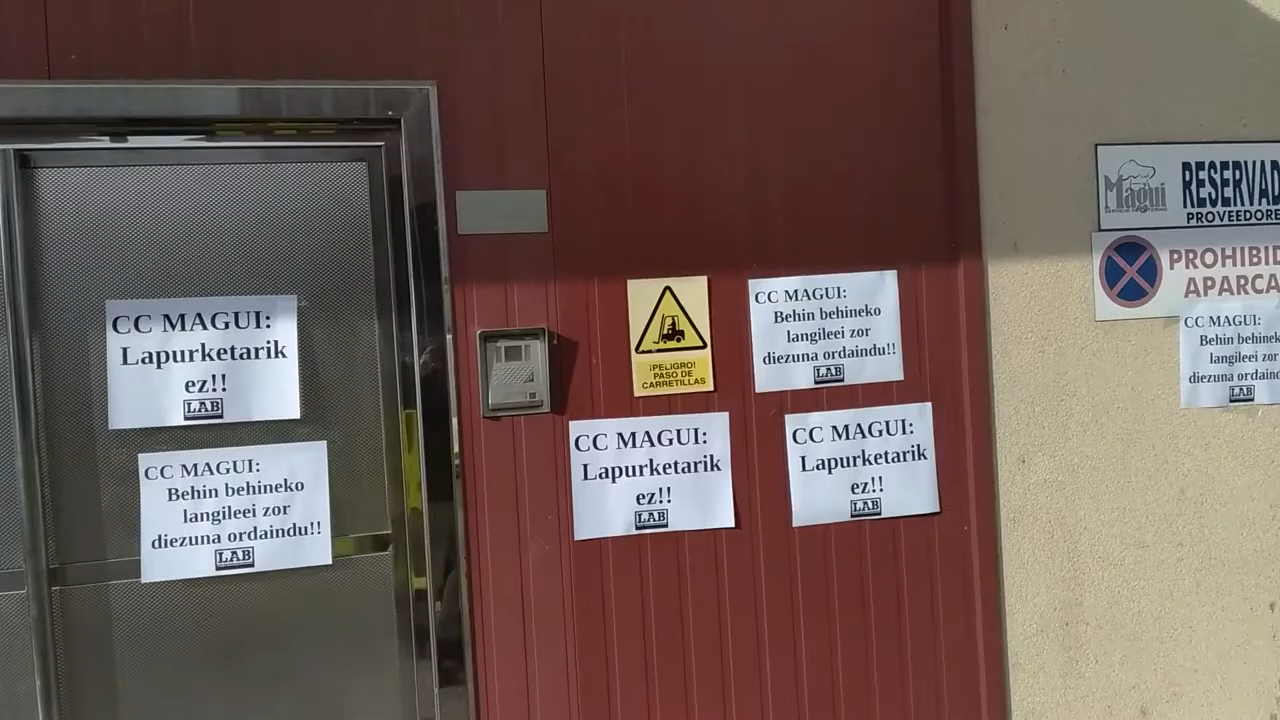 CC MAGUI:
Lapurketarik
ez!!
LAB
CC MAGUI:
Behin behineko
langileei zor
diezuna ordaindu!!
LAB
¡PELIGRO!
PASO DE
CARRETILLAS
CC MAGUI:
Behin behineko
langileei zor
diezuna ordaindu!!
LAB
CC MAGUI:
Lapurketarik
ez!!
LAB
CC MAGUI:
Lapurketarik
ez!!
LAB
Magui
RESERVAD
PROVEEDORE
PROHIBID
APARCA
CC MAGUI:
Behin behinek
langileei zor
diezuna ordaind
LAB